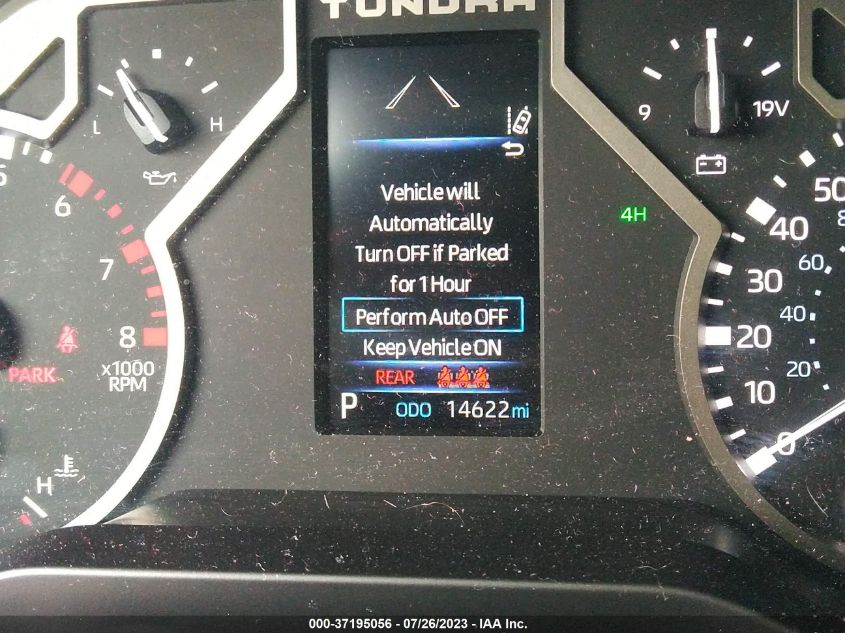 TUNDRA
L
H
9
19V
5
6
7
8
x1000
RPM
PARK
H
Vehicle will
Automatically
Turn OFF if Parked
for 1 Hour
Perform Auto OFF
Keep Vehicle ON
REAR
P ODO 14622 mi
4H
50
40
30
20
10
0
8
60
40
20
000-37195056 - 07/26/2023 - IAA Inc.